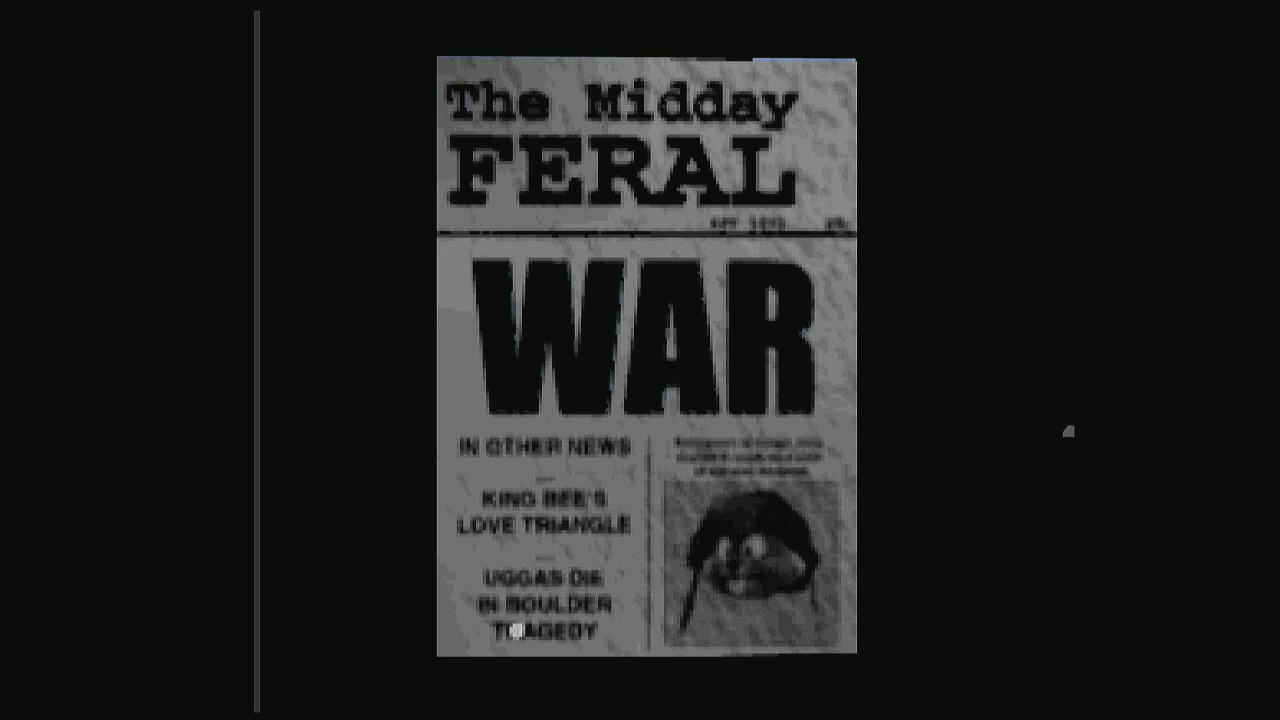 The Midday
FERAL
WAR
IN OTHER NEWS
KING BEE'S
LOVE TRIANGLE
UGGAS DIE
IN BOULDER
TRAGEDY